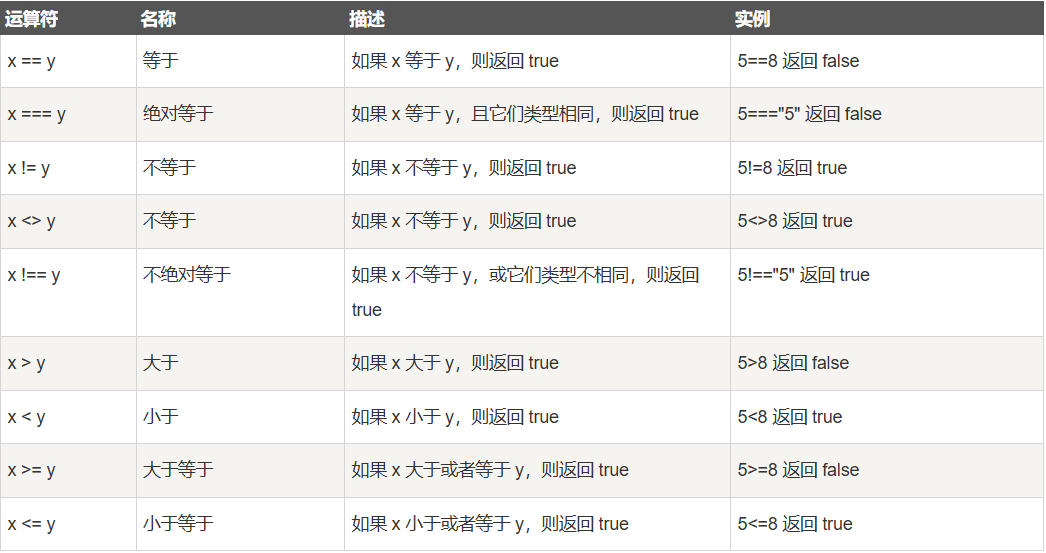 运算符 名称 描述 实例
x == y 等于 如果 x 等于 y，则返回 true 5==8 返回 false
x === y 绝对等于 如果 x 等于 y，且它们类型相同，则返回 true 5==="5" 返回 false
x != y 不等于 如果 x 不等于 y，则返回 true 5!=8 返回 true
x <> y 不等于 如果 x 不等于 y，则返回 true 5<>8 返回 true
x !== y 不绝对等于 如果 x 不等于 y，或它们类型不相同，则返回 5!=="5" 返回 true
true
x > y 大于 如果 x 大于 y，则返回 true 5>8 返回 false
x < y 小于 如果 x 小于 y，则返回 true 5<8 返回 true
x >= y 大于等于 如果 x 大于或者等于 y，则返回 true 5>=8 返回 false
x <= y 小于等于 如果 x 小于或者等于 y，则返回 true 5<=8 返回 true